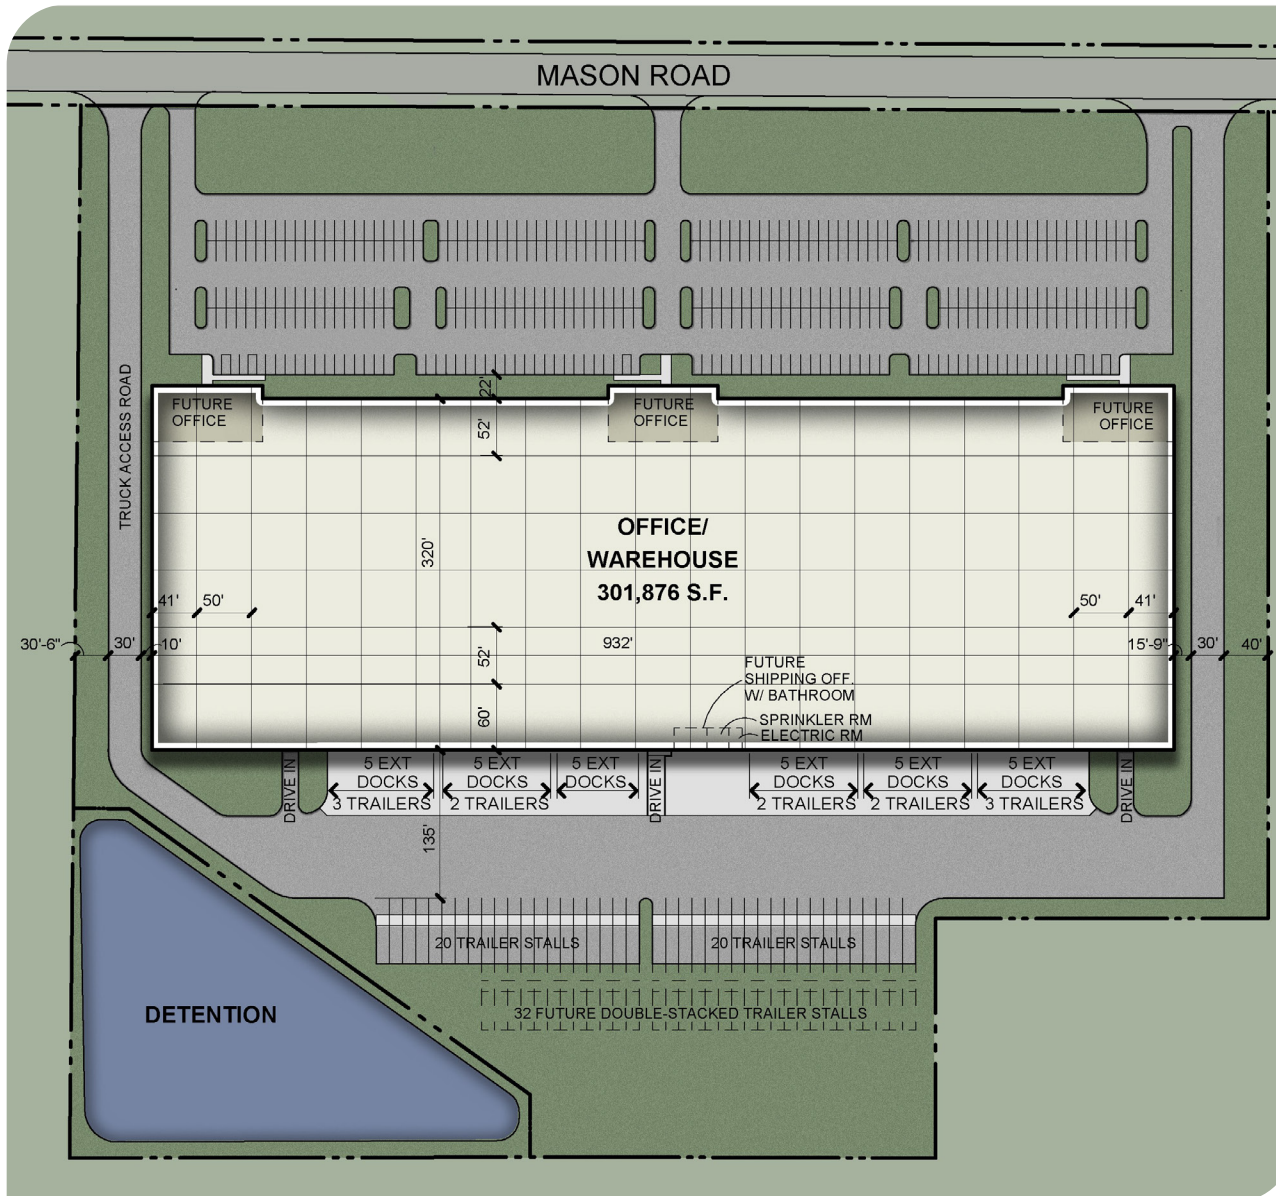 MASON ROAD
TRUCK ACCESS ROAD
22'
FUTURE
OFFICE
FUTURE
OFFICE
FUTURE
OFFICE
52'
320'
OFFICE/
WAREHOUSE
301,876 S.F.
41'
50'
50'
41'
30'-6"
30'
10'
52'
932'
15'-9"
30'
40'
FUTURE
SHIPPING OFF.
W/ BATHROOM
60'
SPRINKLER RM
ELECTRIC RM
DRIVE IN
5 EXT
DOCKS
3 TRAILERS
5 EXT
DOCKS
2 TRAILERS
5 EXT
DOCKS
DRIVE IN
5 EXT
DOCKS
2 TRAILERS
5 EXT
DOCKS
2 TRAILERS
5 EXT
DOCKS
3 TRAILERS
DRIVE IN
135'
20 TRAILER STALLS
20 TRAILER STALLS
32 FUTURE DOUBLE-STACKED TRAILER STALLS
DETENTION